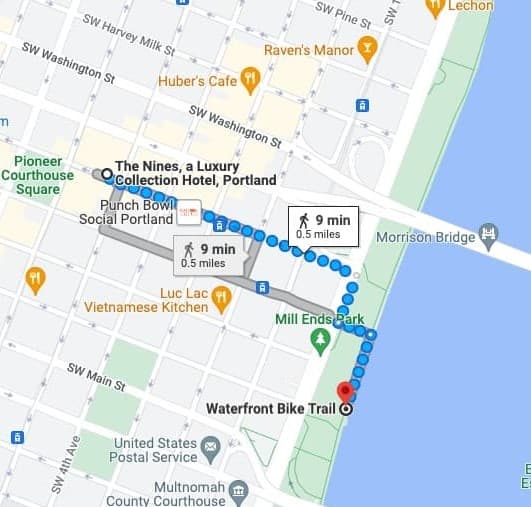 Lechon
SW Pine St
SW 1
SW Harvey Milk St
Raven's Manor
SW Washington St
Huber's Cafe
SW Washington St
m
Pioneer
Courthouse
Square
The Nines, a Luxury
Collection Hotel, Portland
Punch Bowl
Social Portland
9 min
0.5 miles
Morrison Bridge
9 min
0.5 miles
Luc Lac
Vietnamese Kitchen
Mill Ends Park
SW Main St
Waterfront Bike Trail
United States
Postal Service
SW 4th Ave
Multnomah
County Courthouse
E
Es